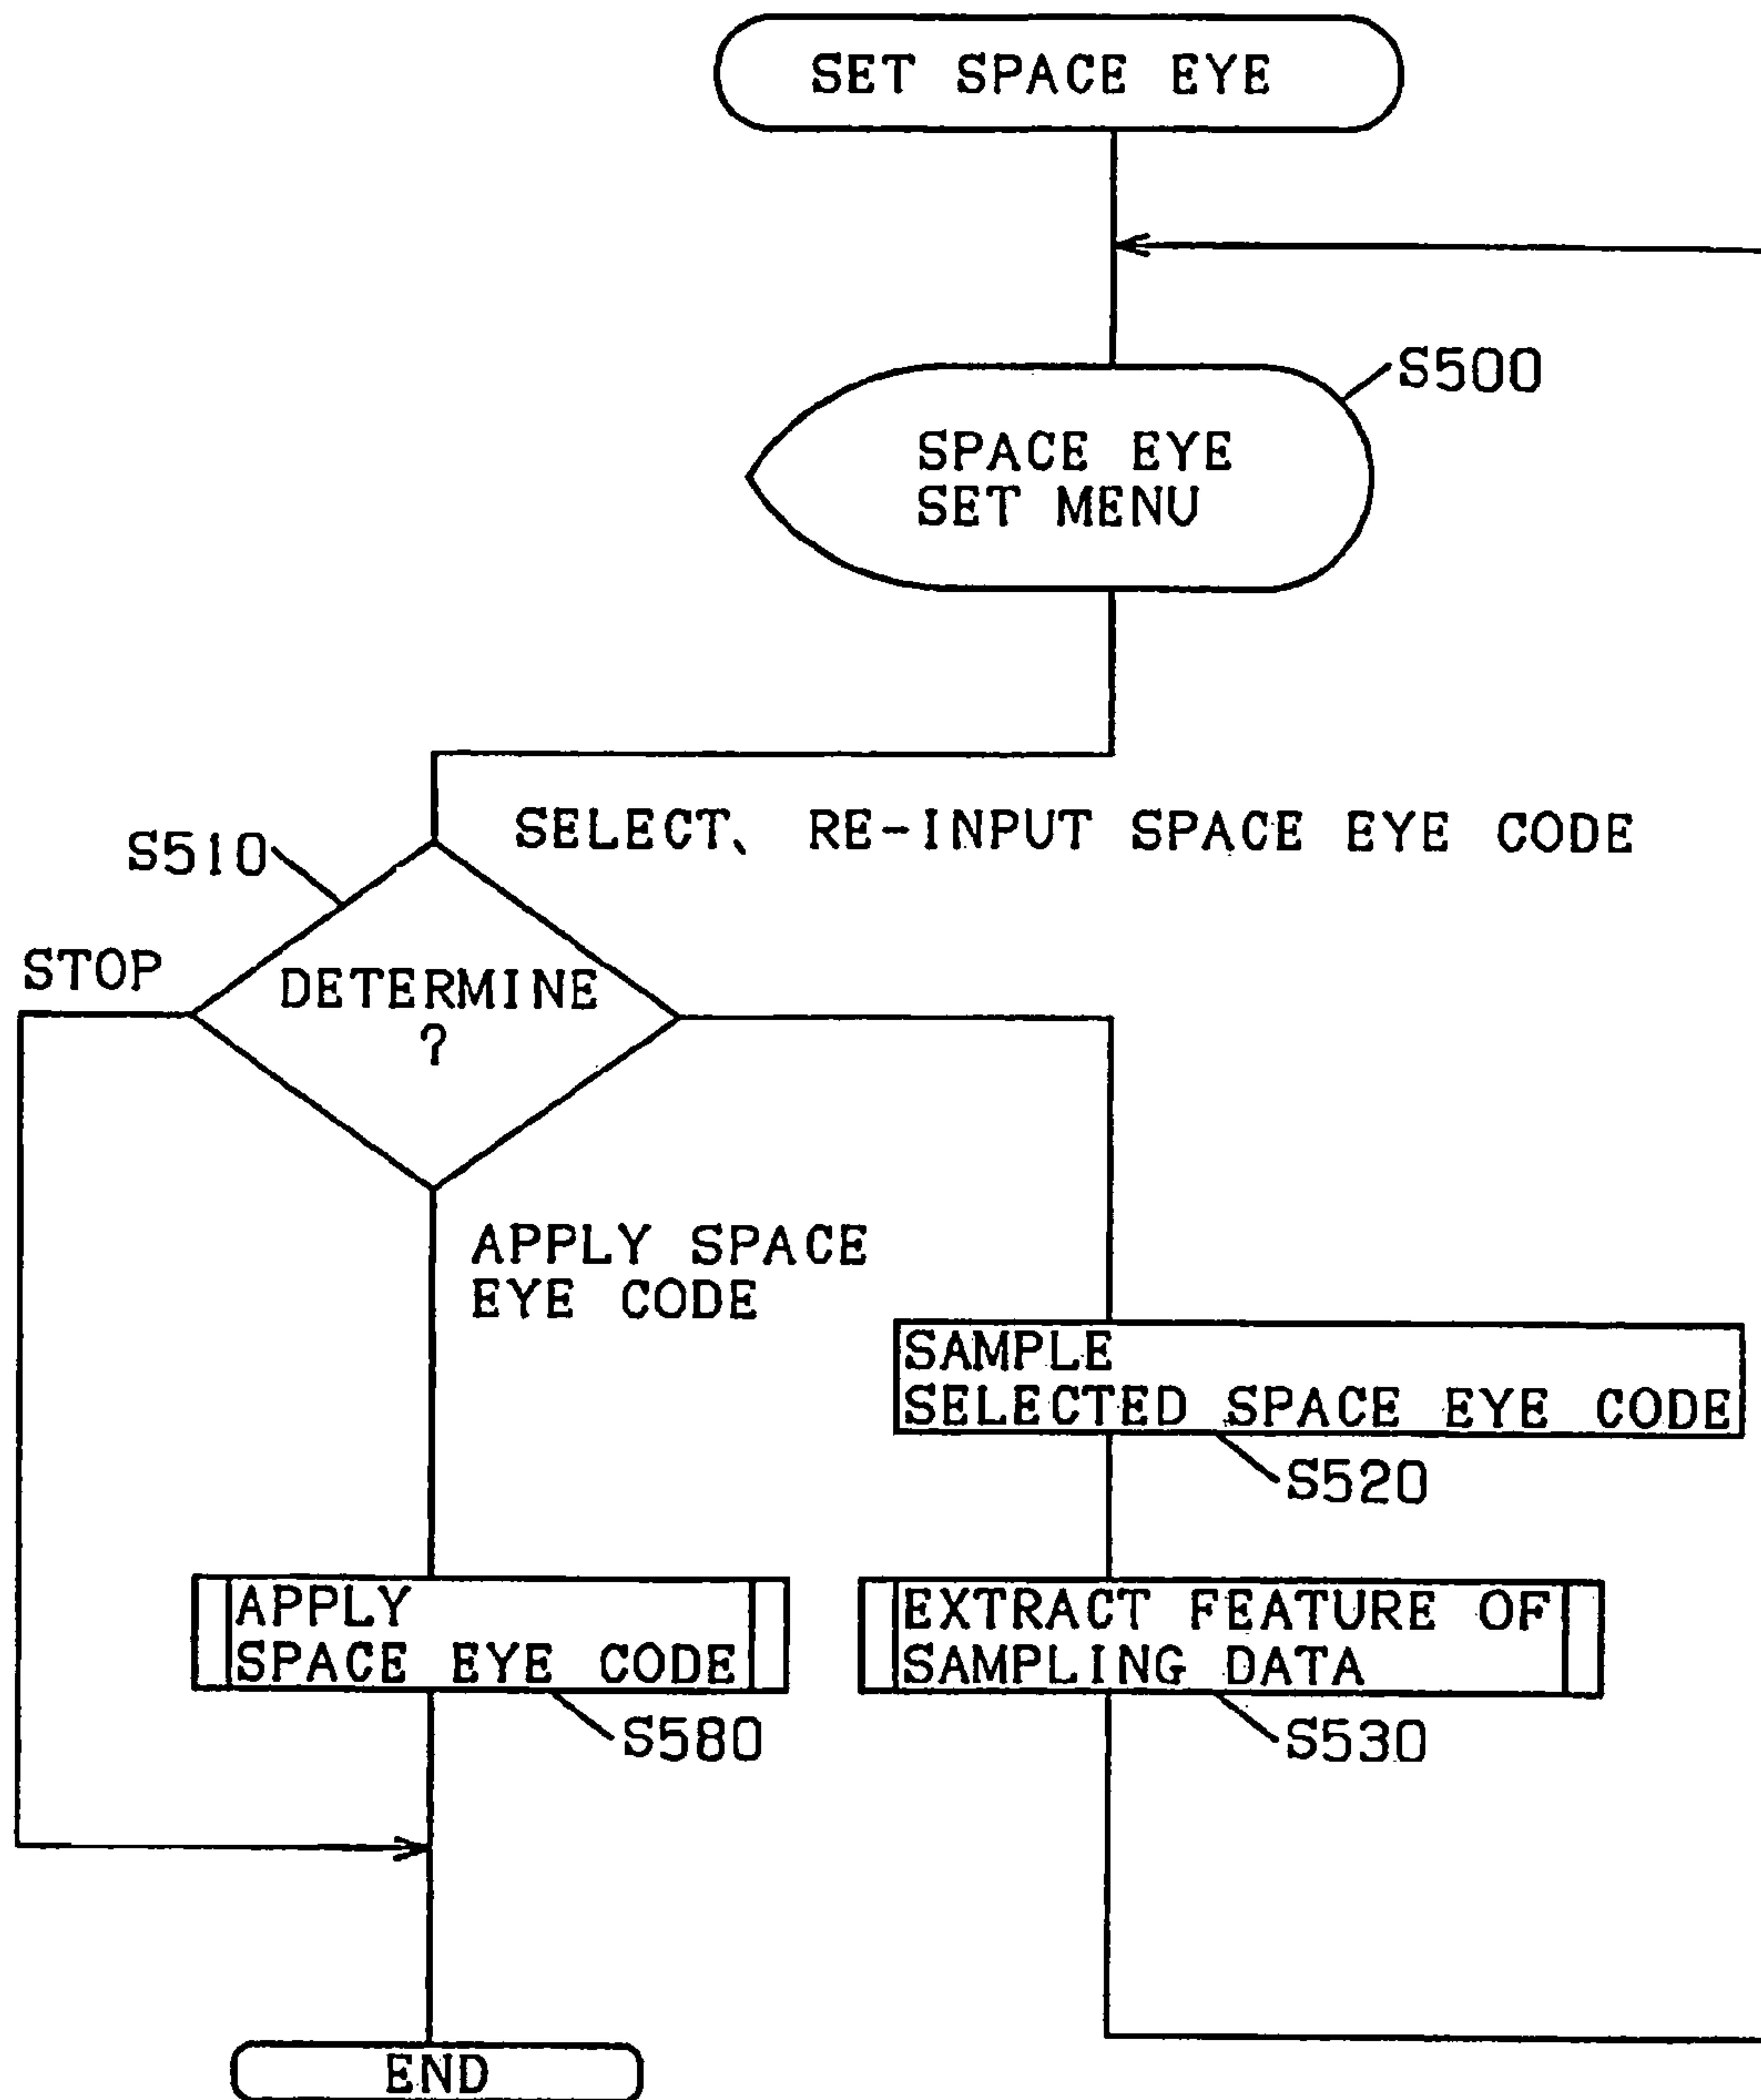 SET SPACE EYE
S500
SPACE EYE
SET MENU
SELECT、 RE-INPUT SPACE EYE CODE
S510
STOP
DETERMINE
?
APPLY SPACE
EYE CODE
SAMPLE
SELECTED SPACE EYE CODE
S520
APPLY
SPACE EYE CODE
S580
EXTRACT FEATURE OF
SAMPLING DATA
S530
END